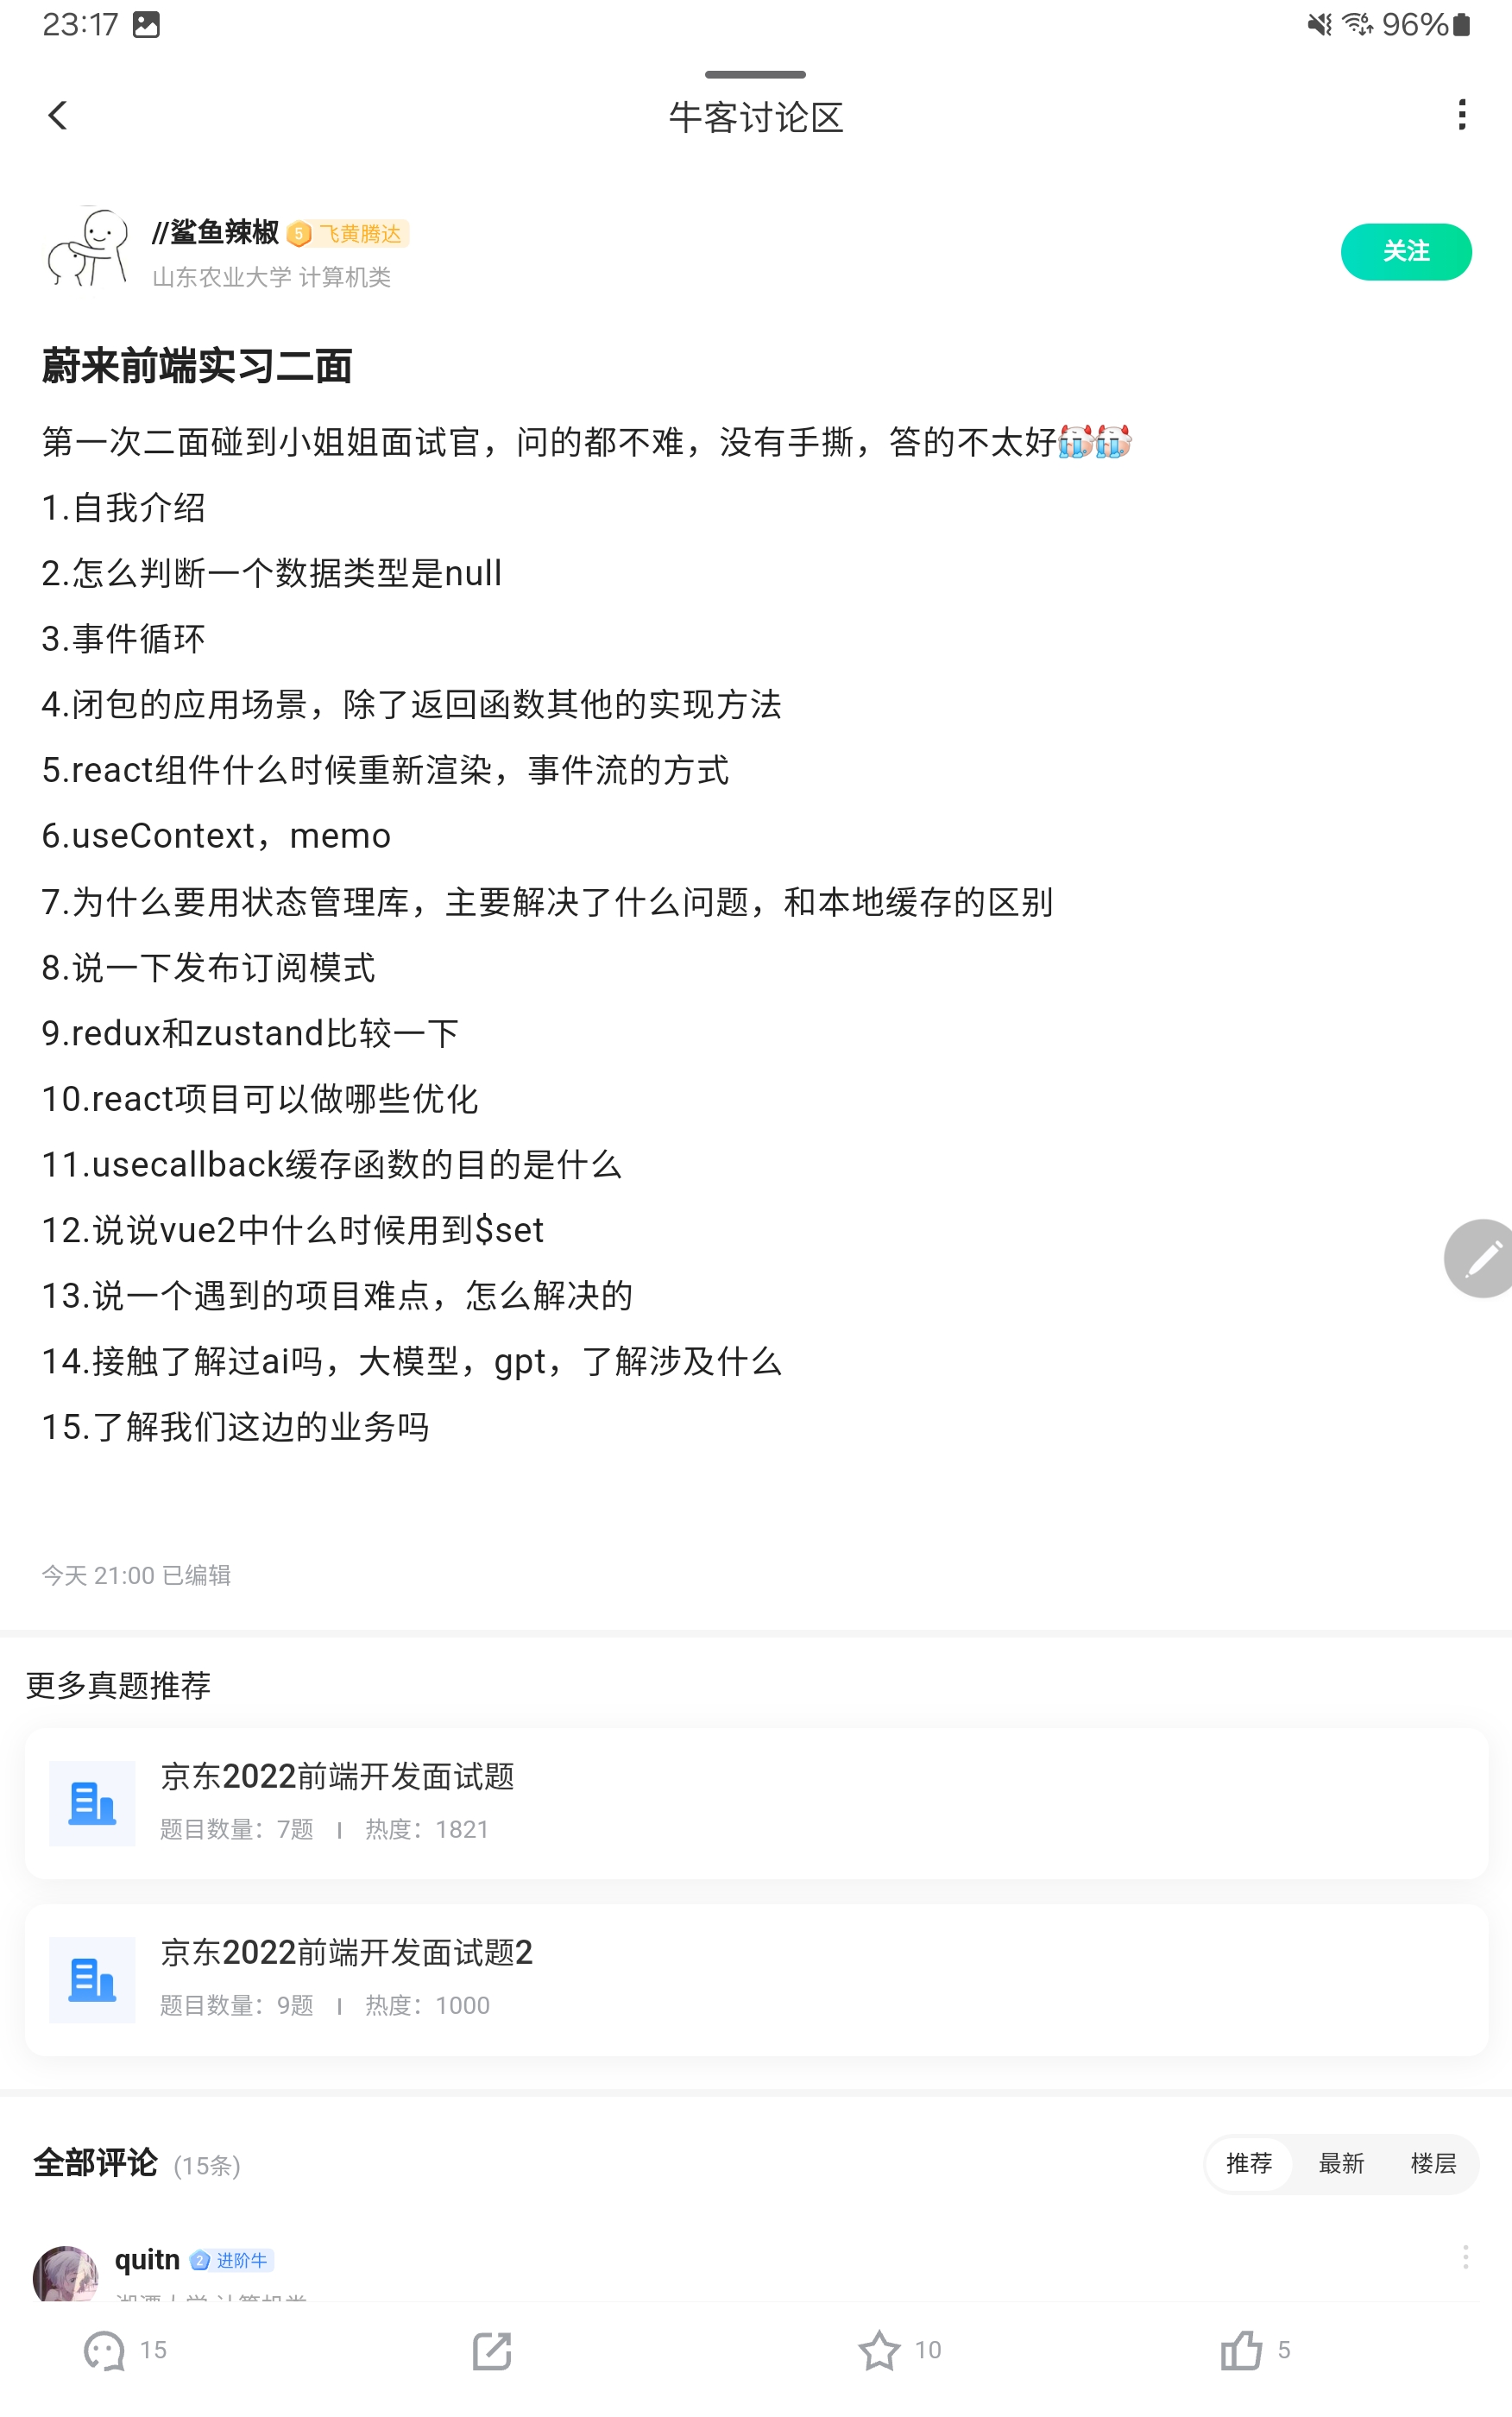 23:17
96%
牛客讨论区
//鲨鱼辣椒 5 飞黄腾达
山东农业大学 计算机类
关注
蔚来前端实习二面
第一次二面碰到小姐姐面试官，问的都不难，没有手撕，答的不太好
1.自我介绍
2.怎么判断一个数据类型是null
3.事件循环
4.闭包的应用场景，除了返回函数其他的实现方法
5.react组件什么时候重新渲染，事件流的方式
6.useContext，memo
7.为什么要用状态管理库，主要解决了什么问题，和本地缓存的区别
8.说一下发布订阅模式
9.redux和zustand比较一下
10.react项目可以做哪些优化
11.usecallback缓存函数的目的是什么
12.说说vue2中什么时候用到$set
13.说一个遇到的项目难点，怎么解决的
14.接触了解过ai吗，大模型，gpt，了解涉及什么
15.了解我们这边的业务吗
今天 21:00 已编辑
更多真题推荐
京东2022前端开发面试题
题目数量：7题 | 热度：1821
京东2022前端开发面试题2
题目数量：9题 | 热度：1000
全部评论 (15条)
推荐 最新 楼层
quitn 2 进阶牛
15 10 5